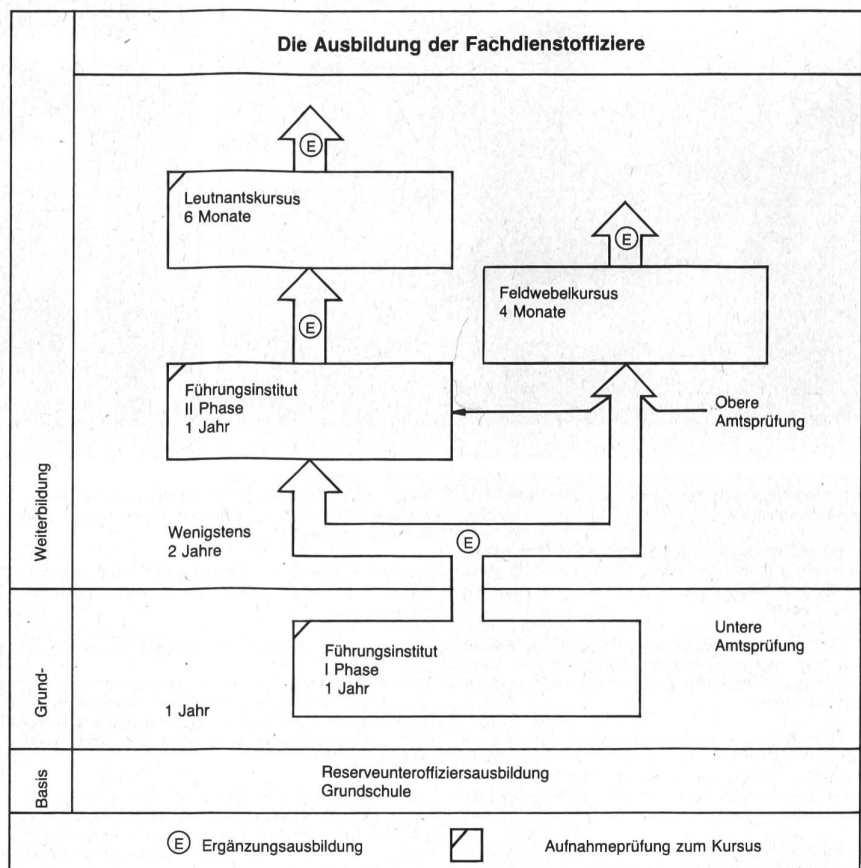 Die Ausbildung der Fachdienstoffiziere
E
Leutnantskursus
6 Monate
E
Feldwebelkursus
4 Monate
E
Führungsinstitut
II Phase
1 Jahr
Obere
Amtsprüfung
Weiterbildung
Wenigstens
2 Jahre
E
Grund-
Führungsinstitut
I Phase
1 Jahr
Untere
Amtsprüfung
1 Jahr
Basis
Reserveunteroffiziersausbildung
Grundschule
E Ergänzungsausbildung
Aufnahmeprüfung zum Kursus